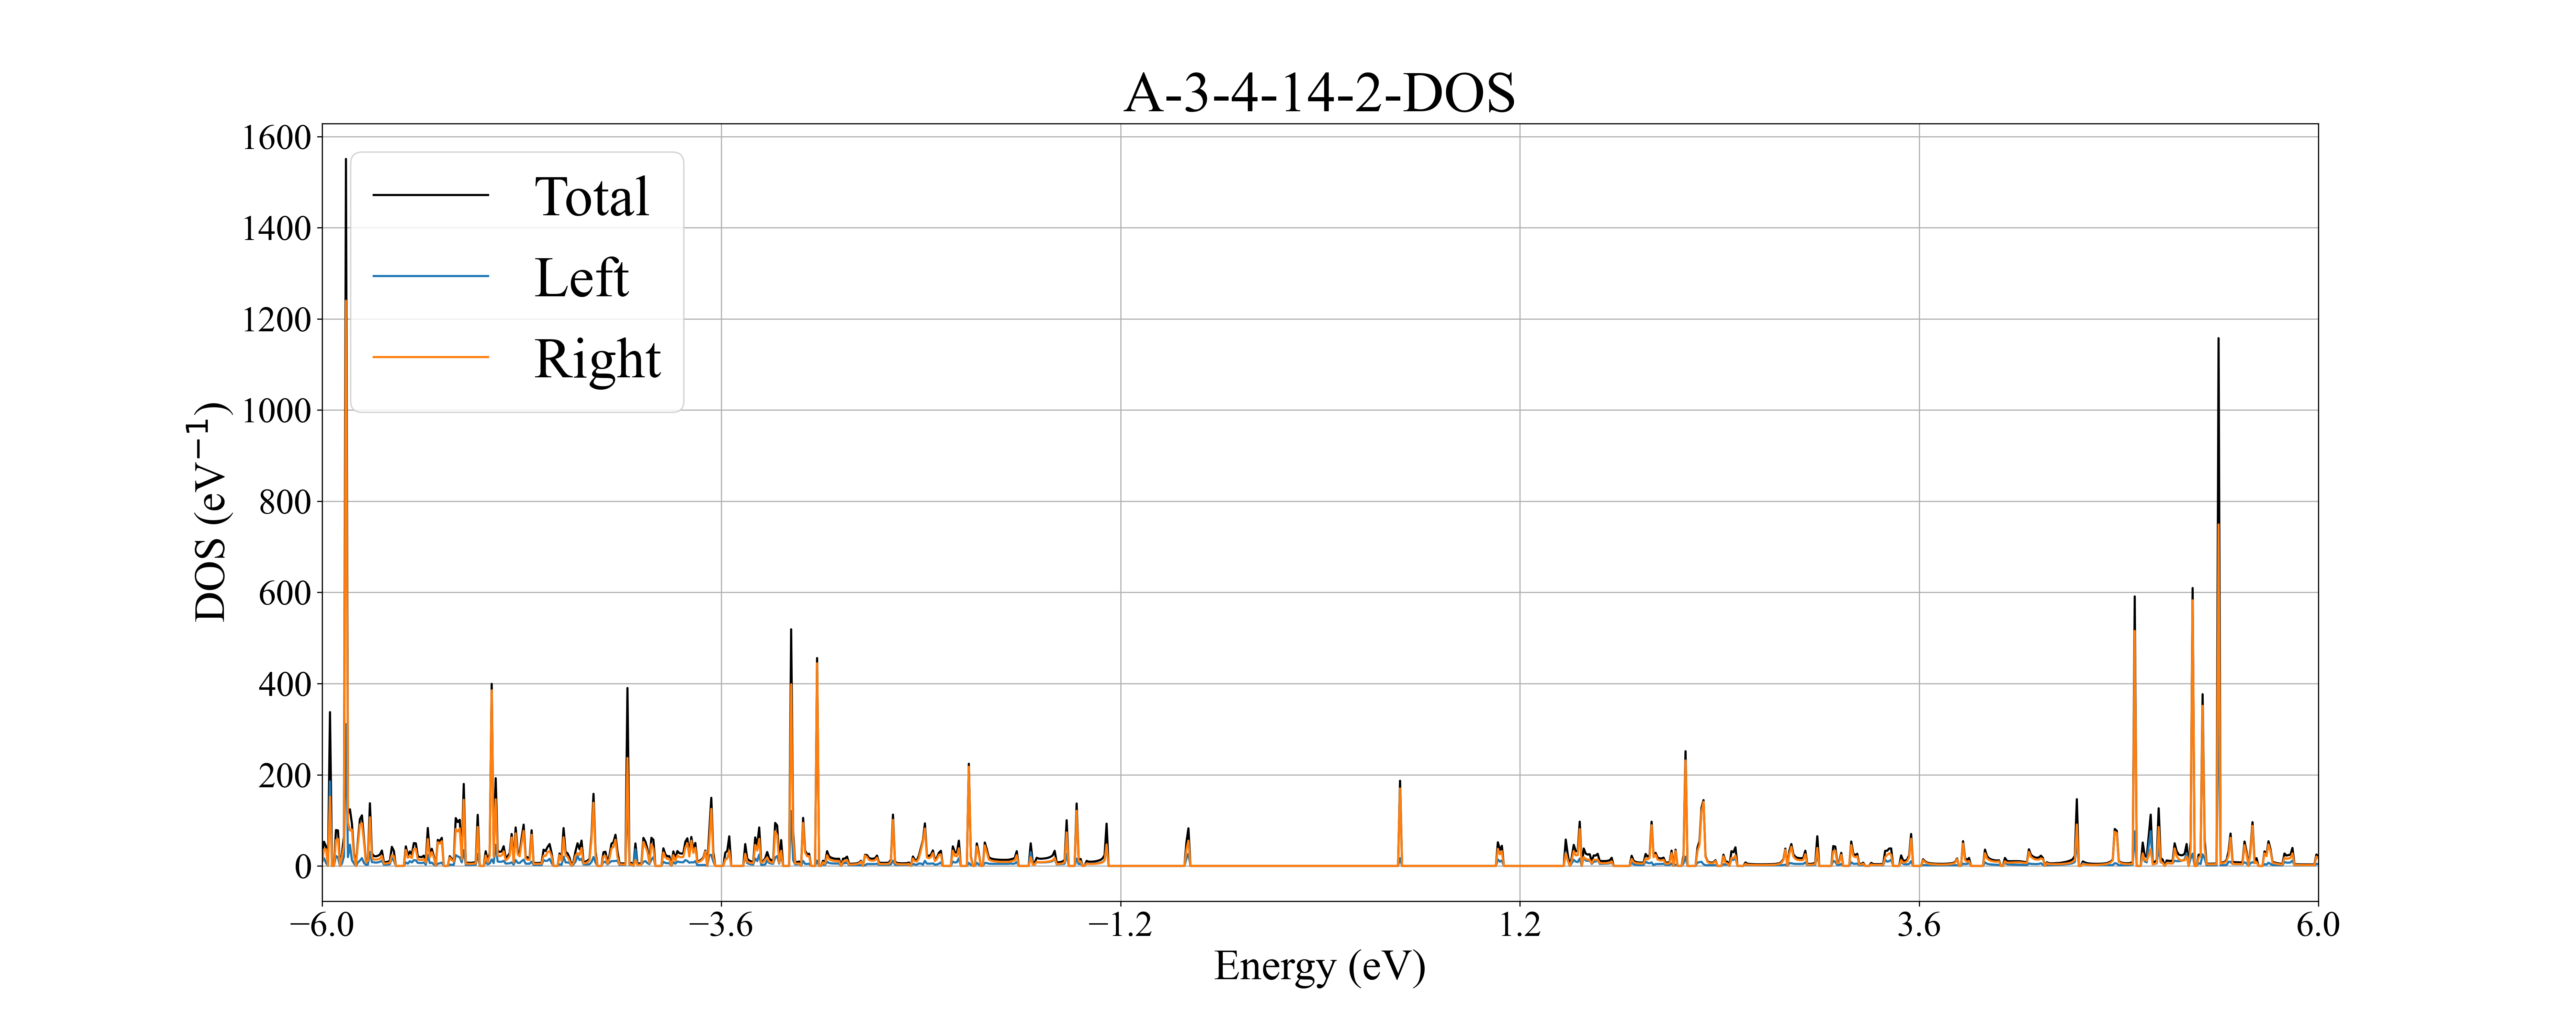 A-3-4-14-2-DOS
1600
1400
1200
1000
800
600
400
200
0
DOS (eV⁻¹)
Total
Left
Right
−6.0 −3.6 −1.2 1.2 3.6 6.0
Energy (eV)